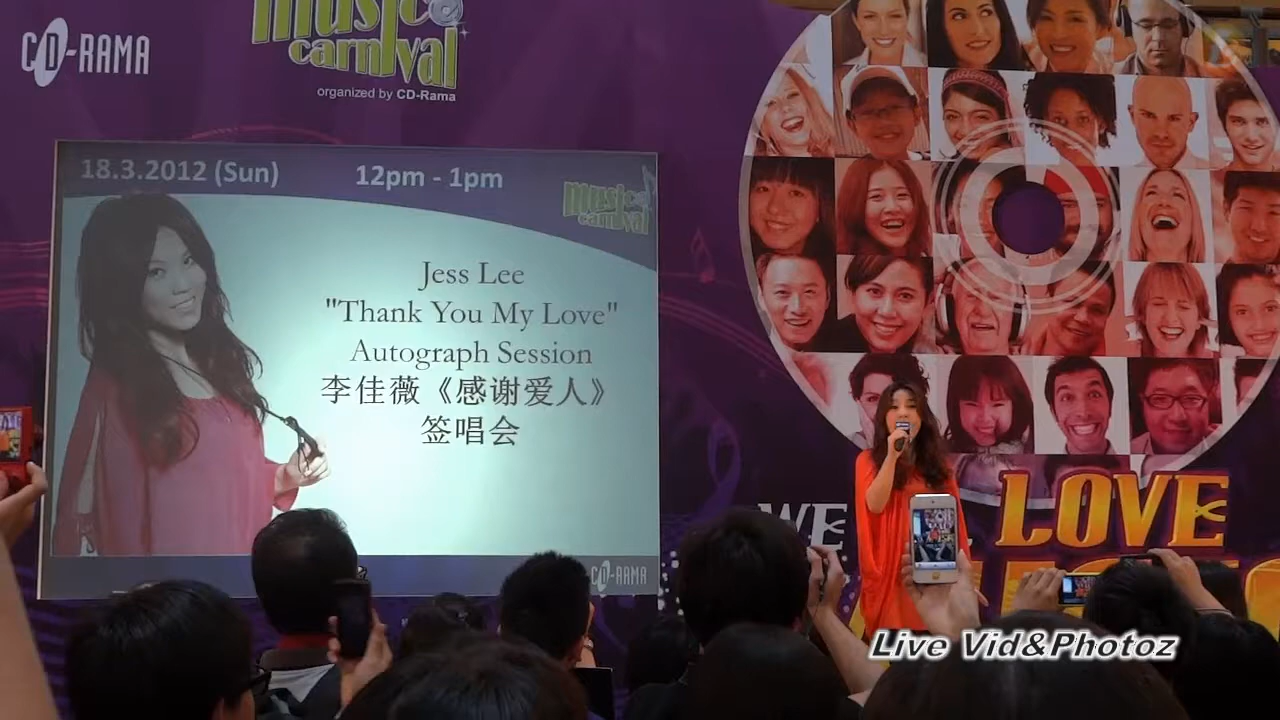 CD-RAMA
music
carnival
organized by CD-Rama
18.3.2012 (Sun)
12pm - 1pm
music
carnival
Jess Lee
"Thank You My Love"
Autograph Session
李佳薇《感谢爱人》
签唱会
CD-RAMA
WE
LOVE
Live Vid&Photoz